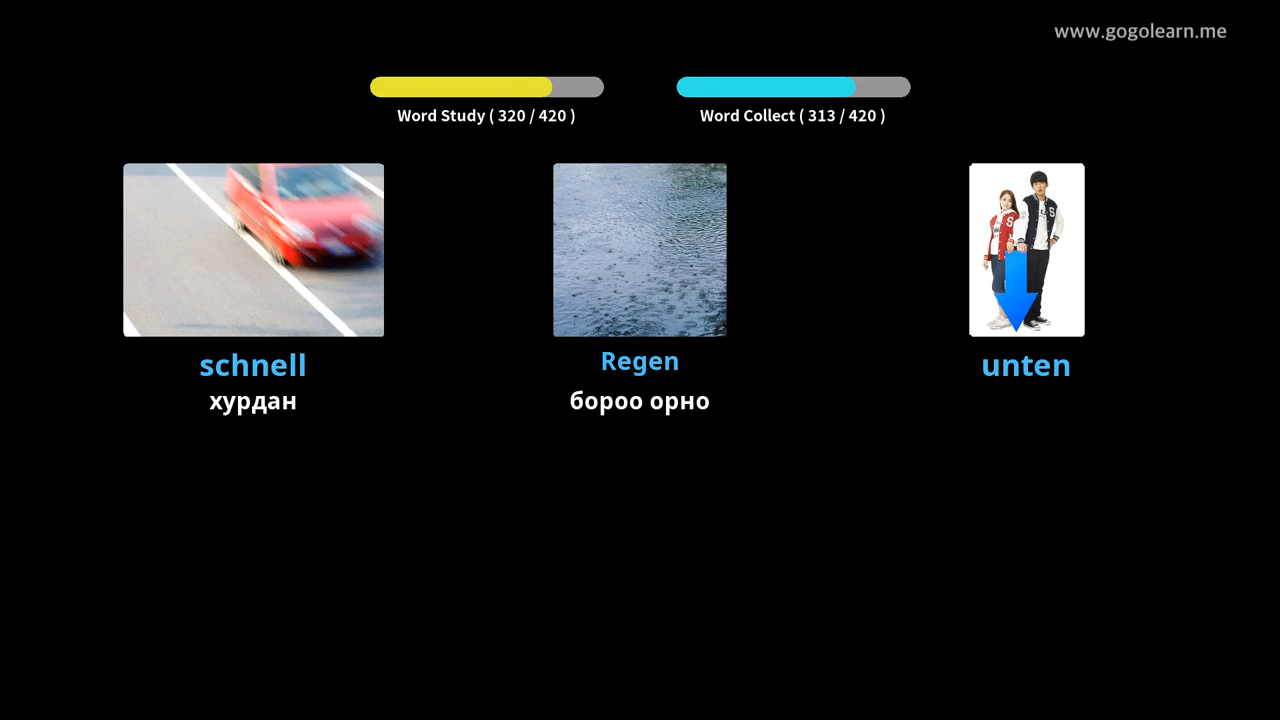 www.gogolearn.me
Word Study ( 320 / 420 )
Word Collect ( 313 / 420 )
schnell
хурдан
Regen
бороо орно
unten